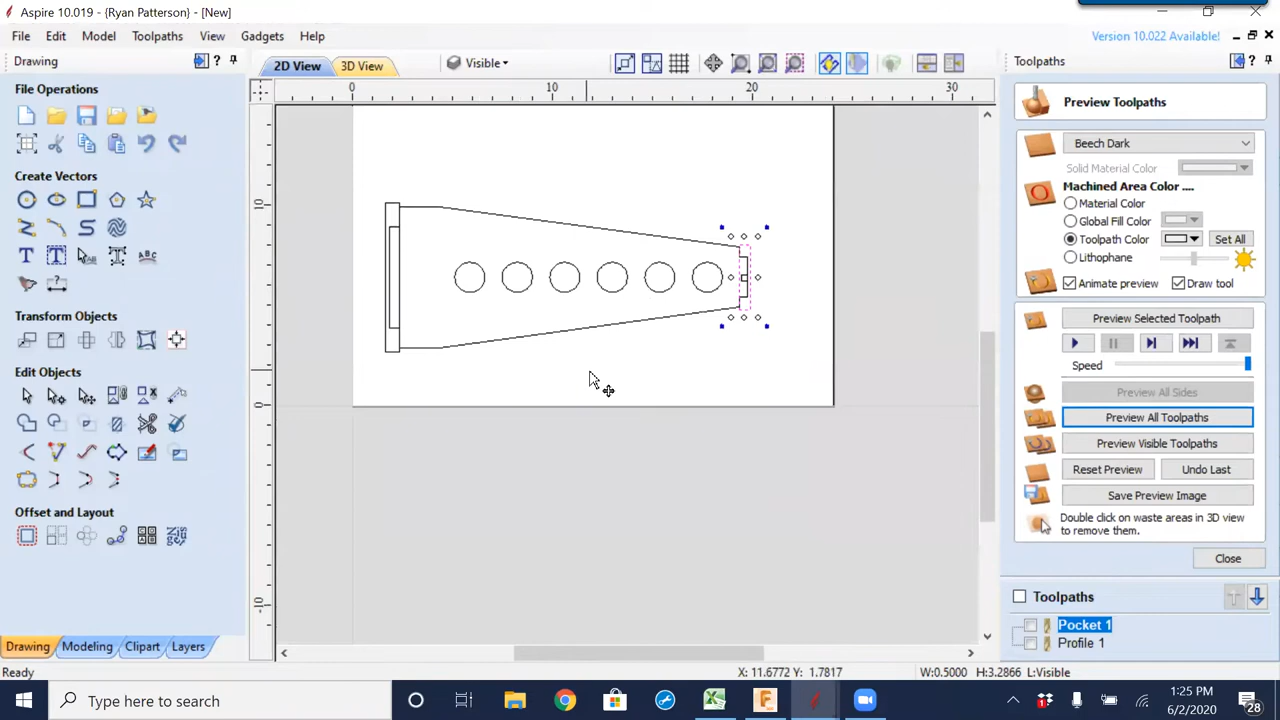 Aspire 10.019 - {Ryan Patterson} - [New]
File Edit Model Toolpaths View Gadgets Help
Version 10.022 Available!
Drawing
File Operations
Create Vectors
Transform Objects
Edit Objects
Offset and Layout
Drawing Modeling Clipart Layers
Ready
2D View 3D View Visible
0 10 20 30
10
0
-10
X: 11.6772 Y: 1.7817 W:0.5000 H:3.2866 L:Visible
Toolpaths
Preview Toolpaths
Beech Dark
Solid Material Color
Machined Area Color ....
Material Color
Global Fill Color
Toolpath Color Set All
Lithophane
Animate preview Draw tool
Preview Selected Toolpath
Speed
Preview All Sides
Preview All Toolpaths
Preview Visible Toolpaths
Reset Preview Undo Last
Save Preview Image
Double click on waste areas in 3D view
to remove them.
Close
Toolpaths
Pocket 1
Profile 1
Type here to search
1:25 PM
6/2/2020
28